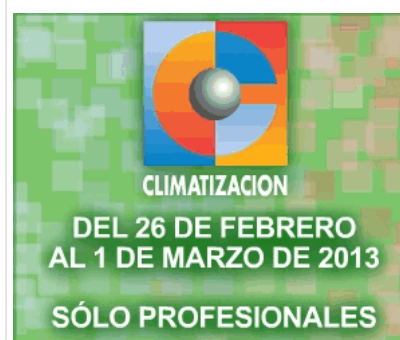 CLIMATIZACION
DEL 26 DE FEBRERO
AL 1 DE MARZO DE 2013
SÓLO PROFESIONALES